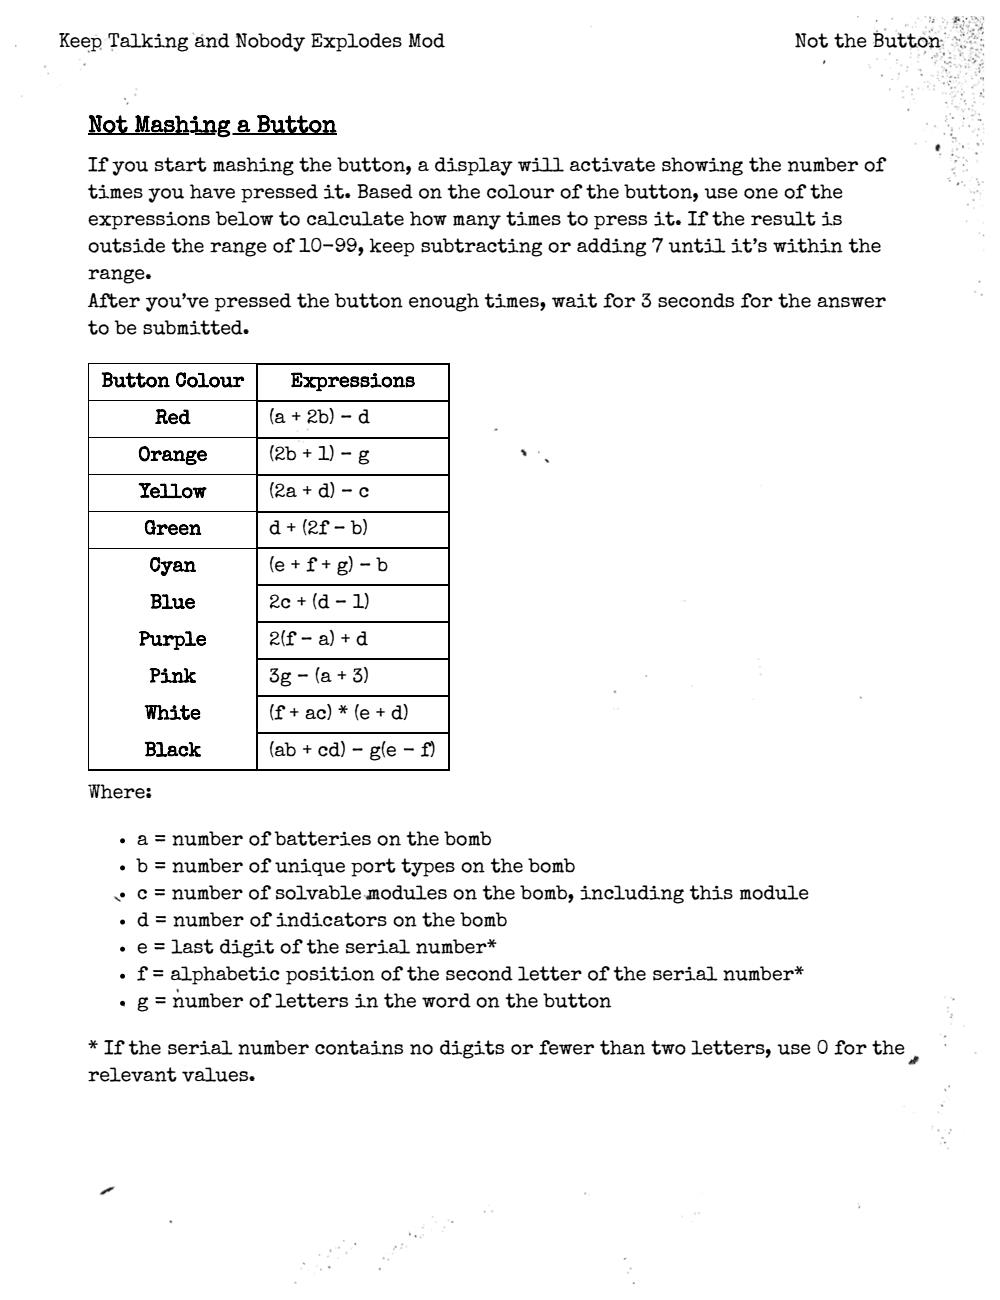 Keep Talking and Nobody Explodes Mod Not the Button
Not Mashing a Button
If you start mashing the button, a display will activate showing the number of
times you have pressed it. Based on the colour of the button, use one of the
expressions below to calculate how many times to press it. If the result is
outside the range of 10–99, keep subtracting or adding 7 until it's within the
range.
After you've pressed the button enough times, wait for 3 seconds for the answer
to be submitted.
Button Colour Expressions
Red (a + 2b) − d
Orange (2b + 1) − g
Yellow (2a + d) − c
Green d + (2f − b)
Cyan (e + f + g) − b
Blue 2c + (d − 1)
Purple 2(f − a) + d
Pink 3g − (a + 3)
White (f + ac) * (e + d)
Black (ab + cd) − g(e − f)
Where:
• a = number of batteries on the bomb
• b = number of unique port types on the bomb
• c = number of solvable modules on the bomb, including this module
• d = number of indicators on the bomb
• e = last digit of the serial number*
• f = alphabetic position of the second letter of the serial number*
• g = number of letters in the word on the button
* If the serial number contains no digits or fewer than two letters, use 0 for the
relevant values.